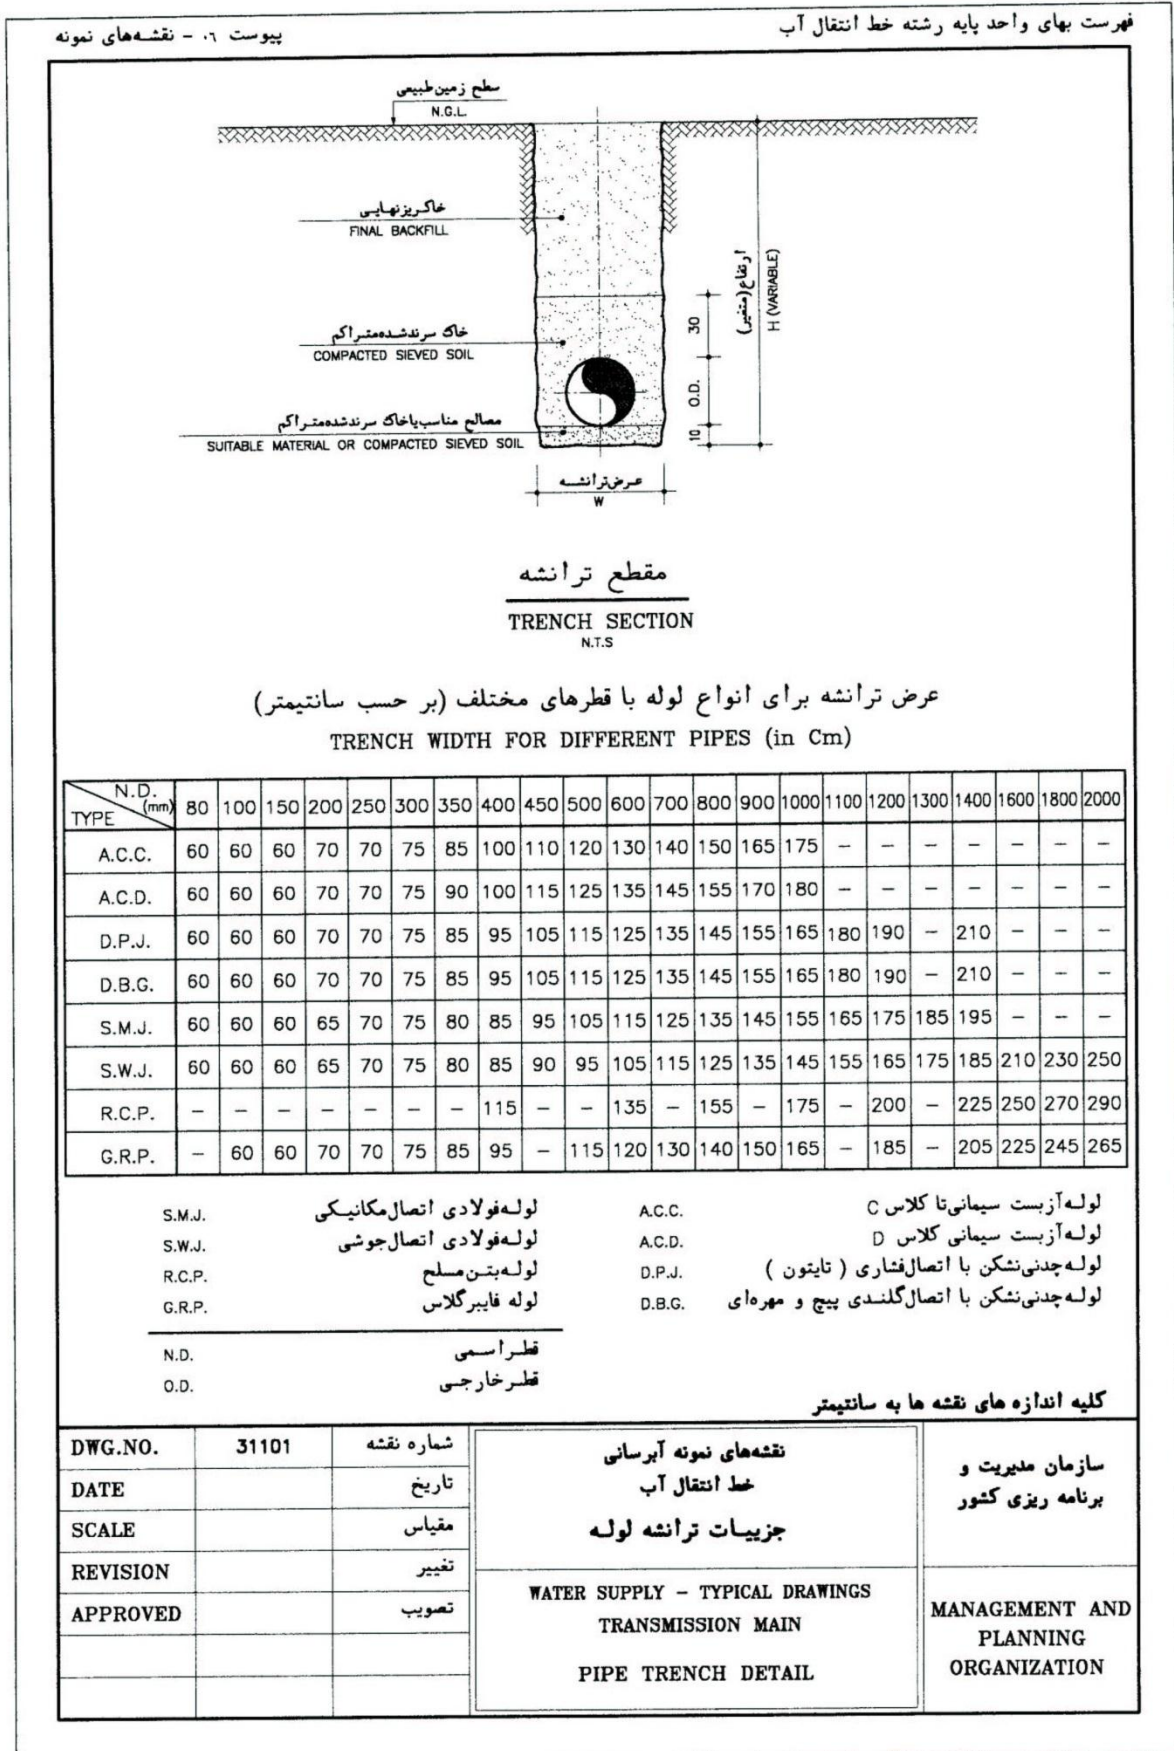 فهرست بهای واحد پایه رشته خط انتقال آب
پیوست ۰۶ - نقشه‌های نمونه
سطح زمین طبیعی
N.G.L.
خاکریز نهایی
FINAL BACKFILL
خاک سرند شده متراکم
COMPACTED SIEVED SOIL
مصالح مناسب یا خاک سرند شده متراکم
SUITABLE MATERIAL OR COMPACTED SIEVED SOIL
30
O.D.
10
ارتفاع (متغیر)
H (VARIABLE)
عرض ترانشه
W
مقطع ترانشه
TRENCH SECTION
N.T.S
عرض ترانشه برای انواع لوله با قطرهای مختلف (بر حسب سانتیمتر)
TRENCH WIDTH FOR DIFFERENT PIPES (in Cm)
TYPE N.D. (mm) 80 100 150 200 250 300 350 400 450 500 600 700 800 900 1000 1100 1200 1300 1400 1600 1800 2000
A.C.C. 60 60 60 70 70 75 85 100 110 120 130 140 150 165 175 – – – – – – –
A.C.D. 60 60 60 70 70 75 90 100 115 125 135 145 155 170 180 – – – – – – –
D.P.J. 60 60 60 70 70 75 85 95 105 115 125 135 145 155 165 180 190 – 210 – – –
D.B.G. 60 60 60 70 70 75 85 95 105 115 125 135 145 155 165 180 190 – 210 – – –
S.M.J. 60 60 60 65 70 75 80 85 95 105 115 125 135 145 155 165 175 185 195 – – –
S.W.J. 60 60 60 65 70 75 80 85 90 95 105 115 125 135 145 155 165 175 185 210 230 250
R.C.P. – – – – – – – 115 – – 135 – 155 – 175 – 200 – 225 250 270 290
G.R.P. – 60 60 70 70 75 85 95 – 115 120 130 140 150 165 – 185 – 205 225 245 265
لوله آزبست سیمانی تا کلاس C A.C.C.
لوله آزبست سیمانی کلاس D A.C.D.
لوله چدنی نشکن با اتصال فشاری ( تایتون ) D.P.J.
لوله چدنی نشکن با اتصال گلندی پیچ و مهره‌ای D.B.G.
لوله فولادی اتصال مکانیکی S.M.J.
لوله فولادی اتصال جوشی S.W.J.
لوله بتن مسلح R.C.P.
لوله فایبرگلاس G.R.P.
قطر اسمی N.D.
قطر خارجی O.D.
کلیه اندازه های نقشه ها به سانتیمتر
DWG.NO. 31101 شماره نقشه
DATE تاریخ
SCALE مقیاس
REVISION تغییر
APPROVED تصویب
نقشه‌های نمونه آبرسانی
خط انتقال آب
جزییات ترانشه لوله
WATER SUPPLY – TYPICAL DRAWINGS
TRANSMISSION MAIN
PIPE TRENCH DETAIL
سازمان مدیریت و
برنامه ریزی کشور
MANAGEMENT AND
PLANNING
ORGANIZATION